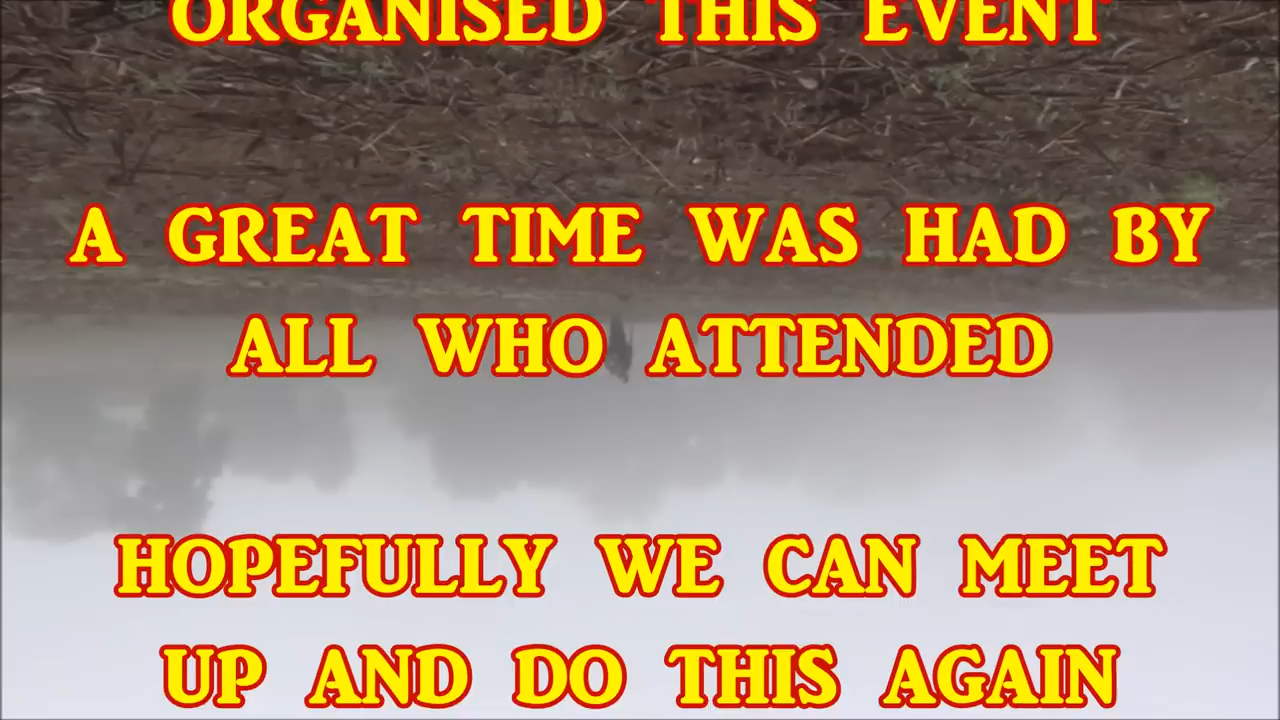 ORGANISED THIS EVENT
A GREAT TIME WAS HAD BY
ALL WHO ATTENDED
HOPEFULLY WE CAN MEET
UP AND DO THIS AGAIN